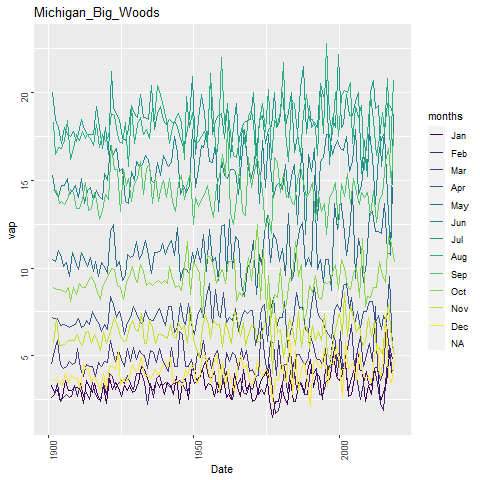 Michigan_Big_Woods
vap
20
15
10
5
1900
1950
2000
Date
months
Jan
Feb
Mar
Apr
May
Jun
Jul
Aug
Sep
Oct
Nov
Dec
NA